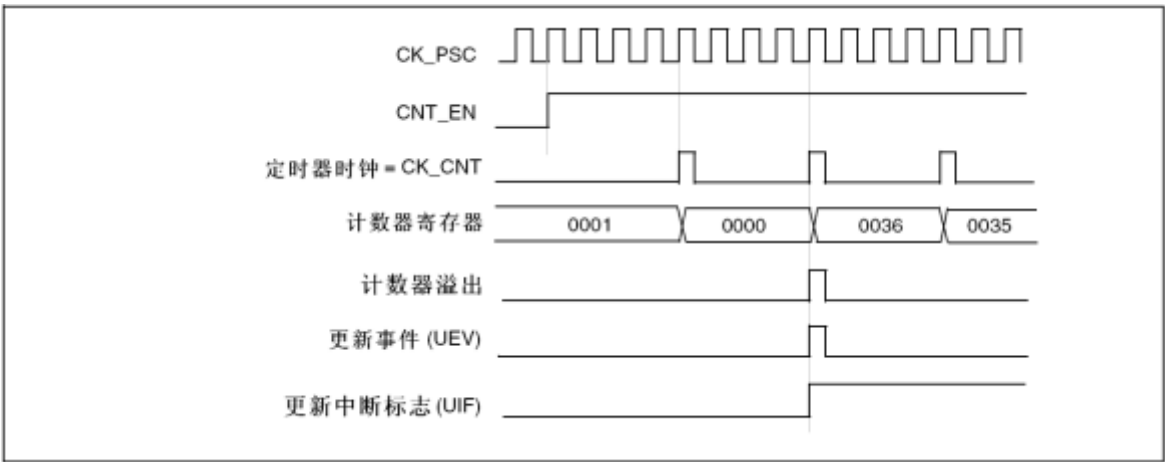 CK_PSC
CNT_EN
定时器时钟 = CK_CNT
计数器寄存器 0001 0000 0036 0035
计数器溢出
更新事件 (UEV)
更新中断标志 (UIF)